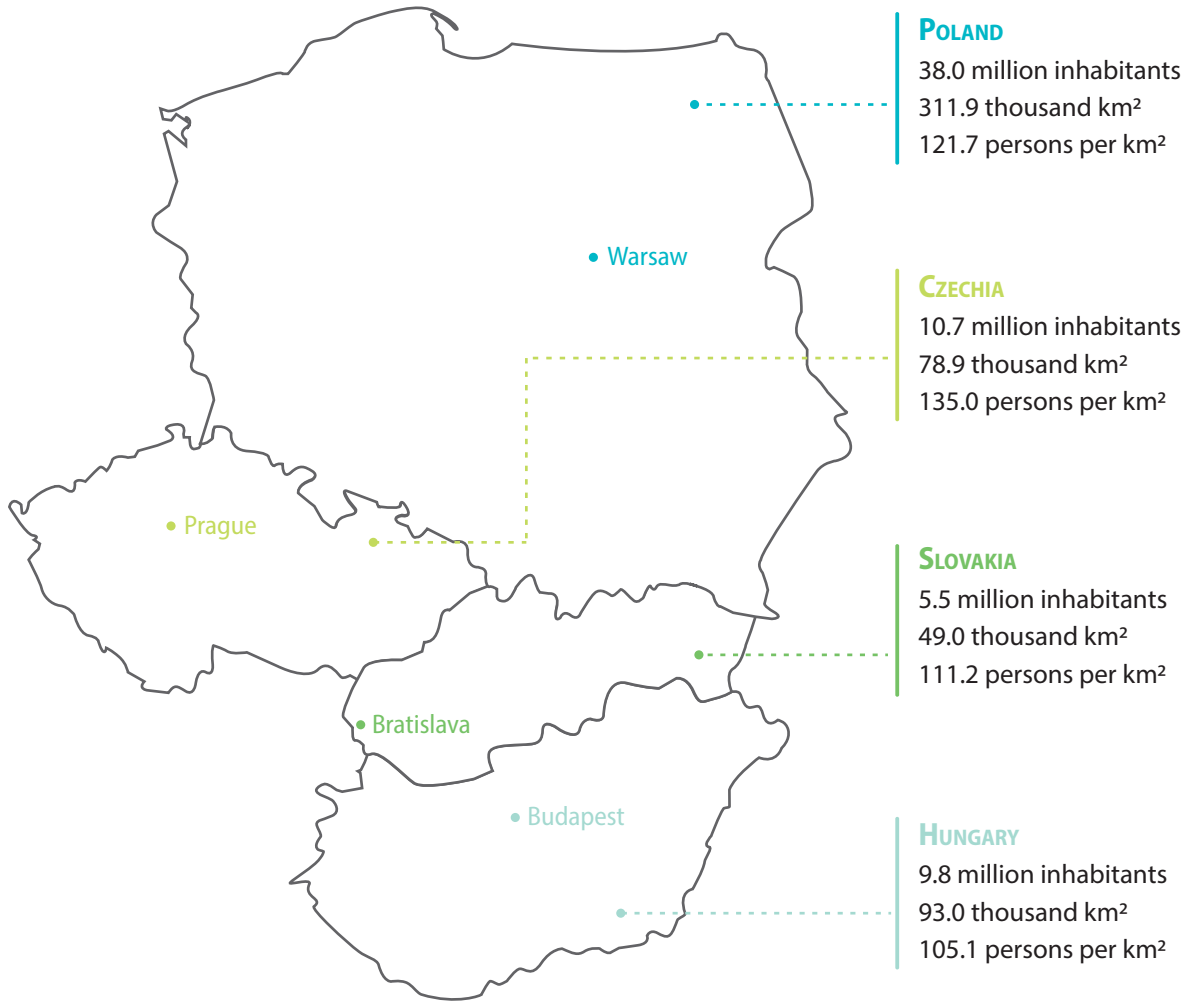 POLAND
38.0 million inhabitants
311.9 thousand km²
121.7 persons per km²
Warsaw
CZECHIA
10.7 million inhabitants
78.9 thousand km²
135.0 persons per km²
Prague
SLOVAKIA
5.5 million inhabitants
49.0 thousand km²
111.2 persons per km²
Bratislava
Budapest
HUNGARY
9.8 million inhabitants
93.0 thousand km²
105.1 persons per km²